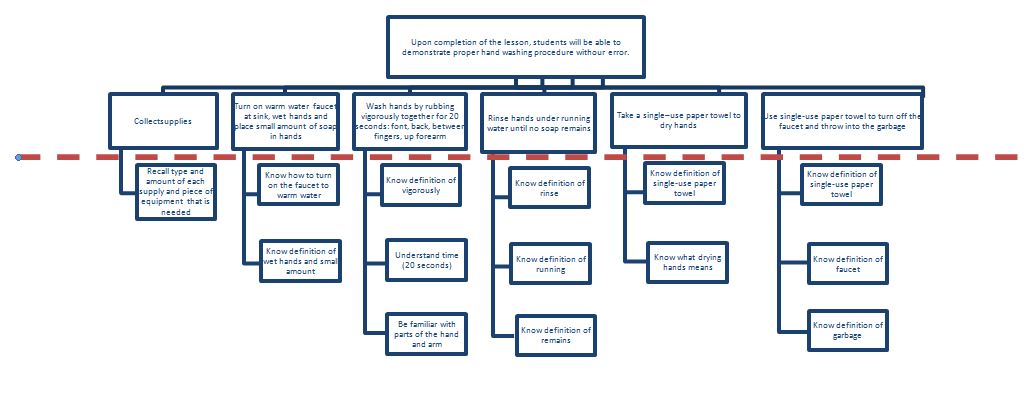 Upon completion of the lesson, students will be able to
demonstrate proper hand washing procedure withour error.
Collectsupplies
Turn on warm water faucet
at sink, wet hands and
place small amount of soap
in hands
Wash hands by rubbing
vigorously together for 20
seconds: font, back, between
fingers, up forearm
Rinse hands under running
water until no soap remains
Take a single–use paper towel to
dry hands
Use single-use paper towel to turn off the
faucet and throw into the garbage
Recall type and
amount of each
supply and piece of
equipment that is
needed
Know how to turn
on the faucet to
warm water
Know definition of
wet hands and small
amount
Know definition of
vigorously
Understand time
(20 seconds)
Be familiar with
parts of the hand
and arm
Know definition of
rinse
Know definition of
running
Know definition of
remains
Know definition of
single-use paper
towel
Know what drying
hands means
Know definition of
single-use paper
towel
Know definition of
faucet
Know definition of
garbage